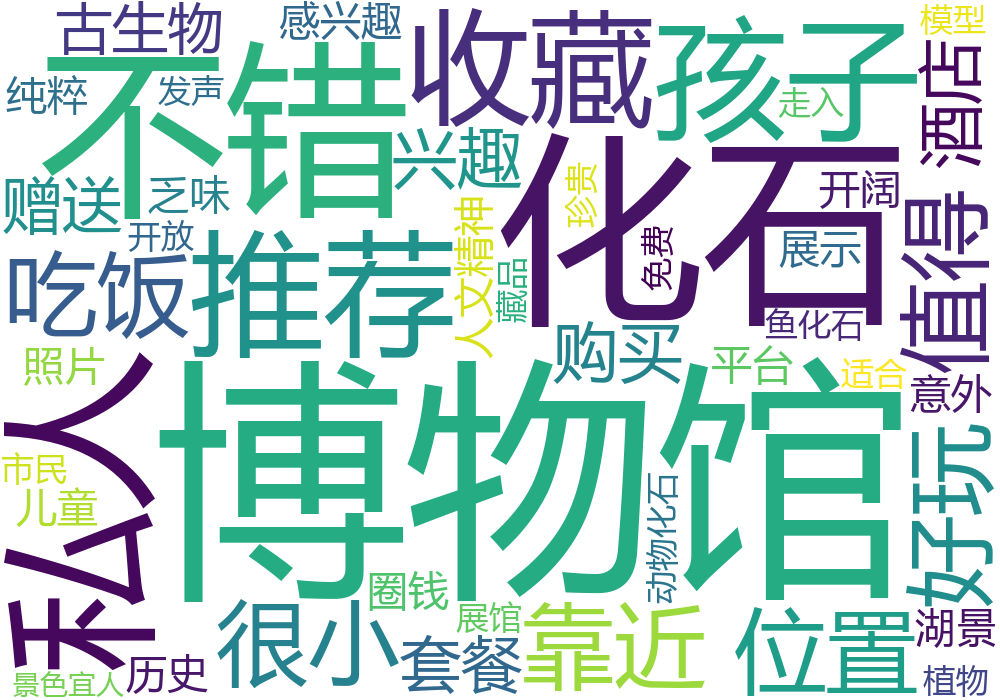 古生物
感兴趣
收藏
孩子
模型
纯粹
发声
不错
走入
酒店
赠送
乏味
兴趣
化石
珍贵
开阔
开放
吃饭
推荐
人文精神
藏品
免费
展示
值得
鱼化石
照片
购买
平台
适合
意外
私人
博物馆
市民
儿童
好玩
动物化石
圈钱
展馆
很小
套餐
靠近
位置
湖景
历史
景色宜人
植物